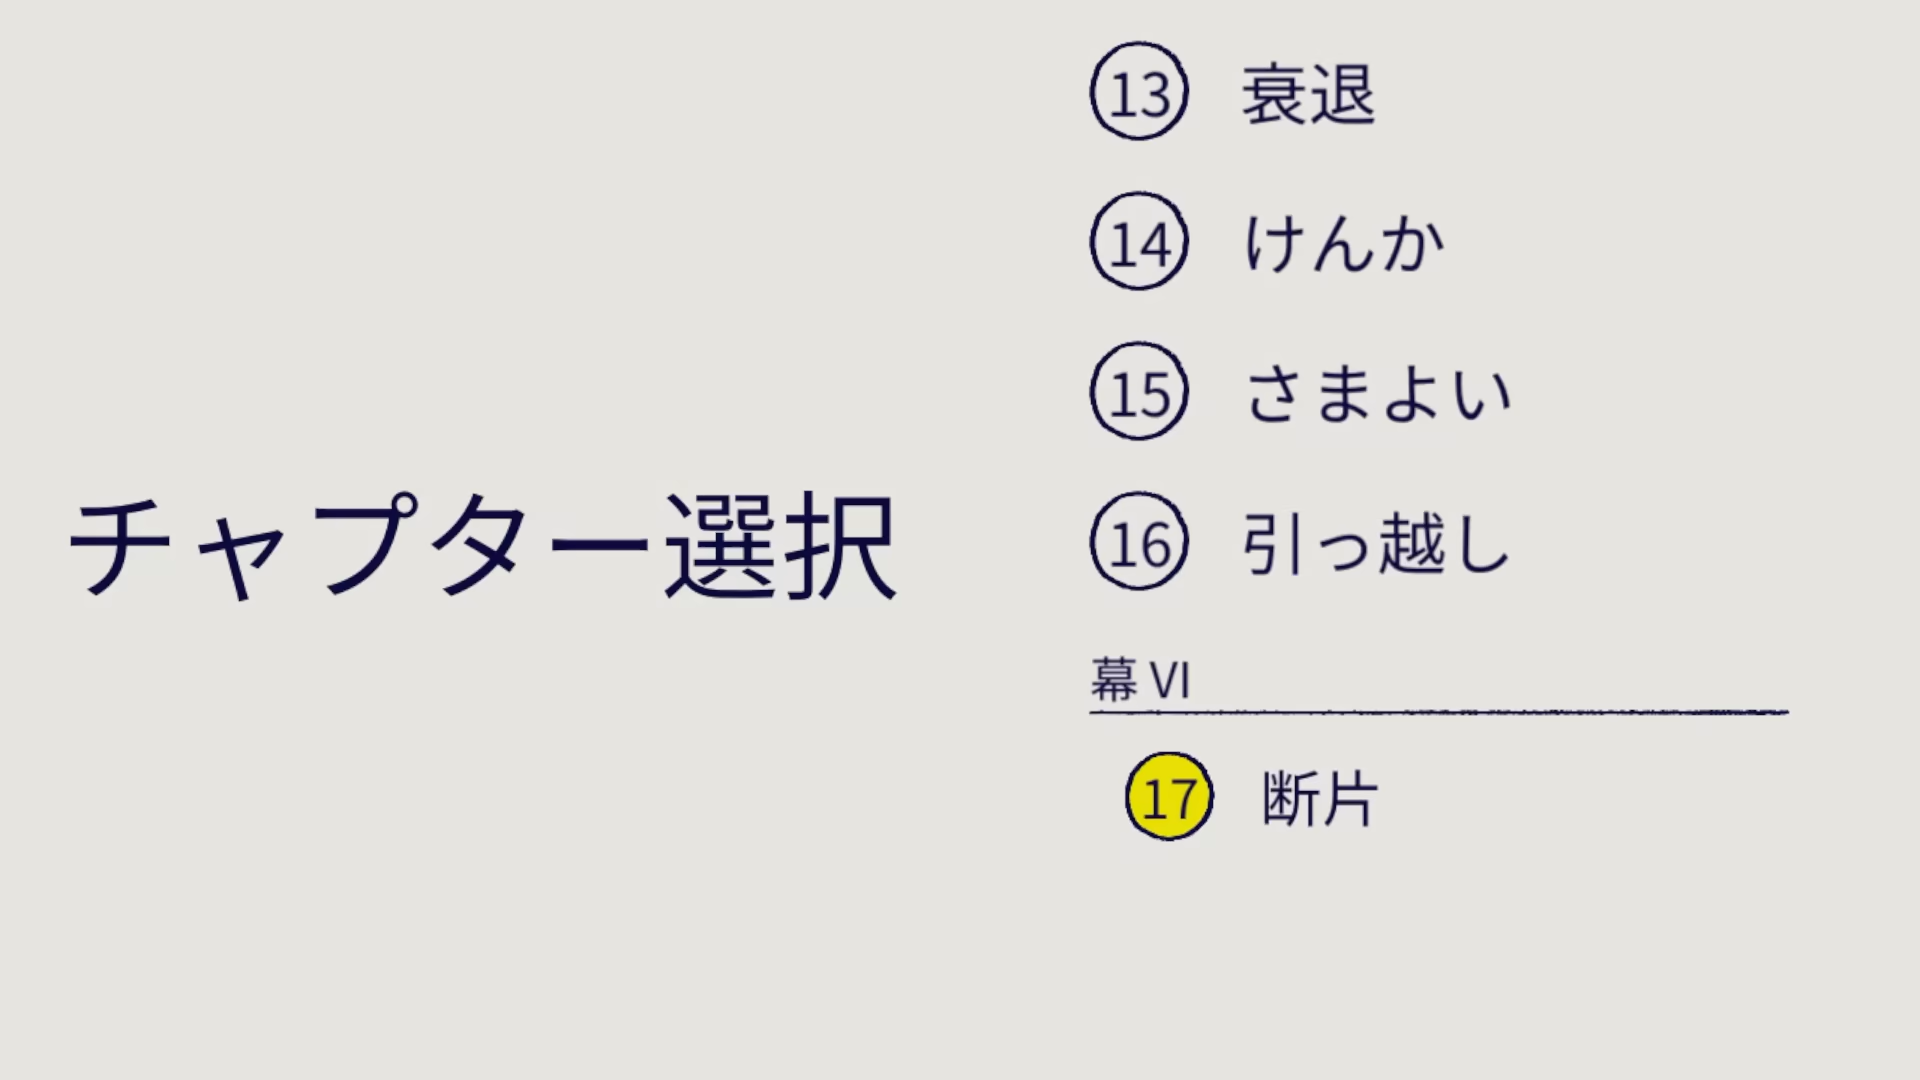 チャプター選択
13 衰退
14 けんか
15 さまよい
16 引っ越し
幕 VI
17 断片